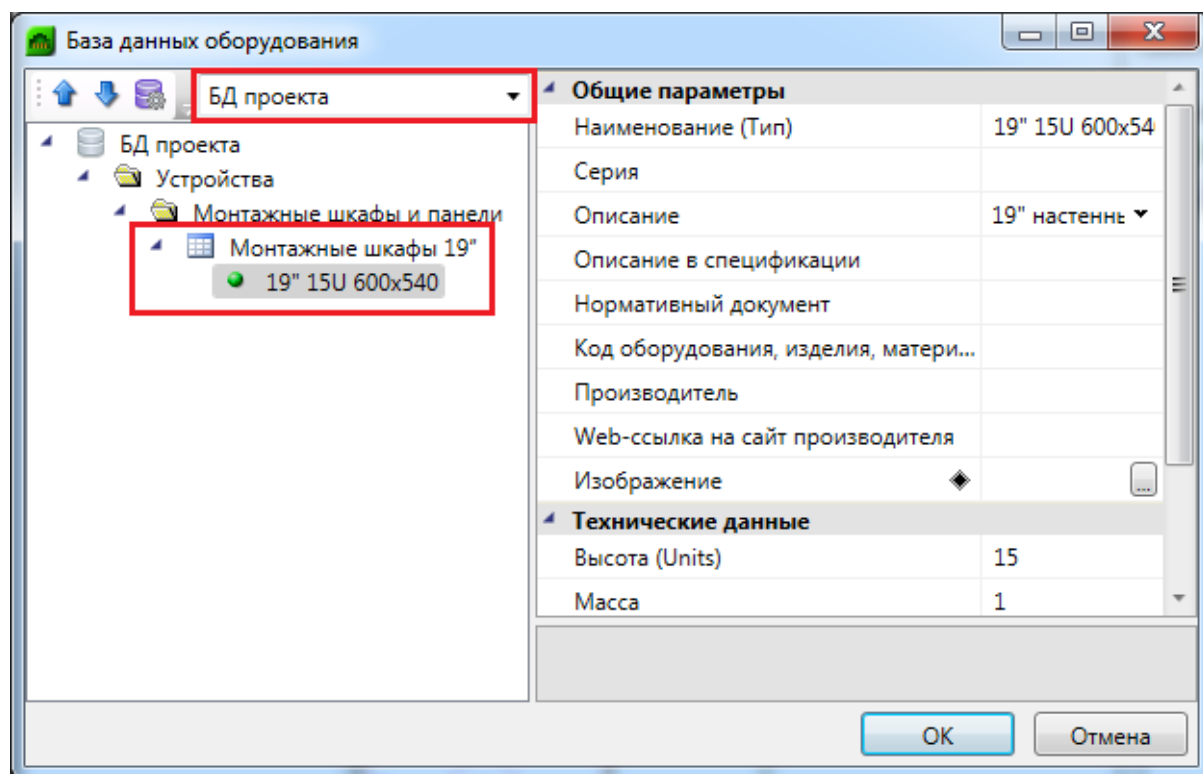 База данных оборудования
БД проекта
БД проекта
Устройства
Монтажные шкафы и панели
Монтажные шкафы 19"
19" 15U 600x540
Общие параметры
Наименование (Тип) 19" 15U 600x54
Серия
Описание 19" настенны
Описание в спецификации
Нормативный документ
Код оборудования, изделия, матери...
Производитель
Web-ссылка на сайт производителя
Изображение ...
Технические данные
Высота (Units) 15
Масса 1
OK Отмена